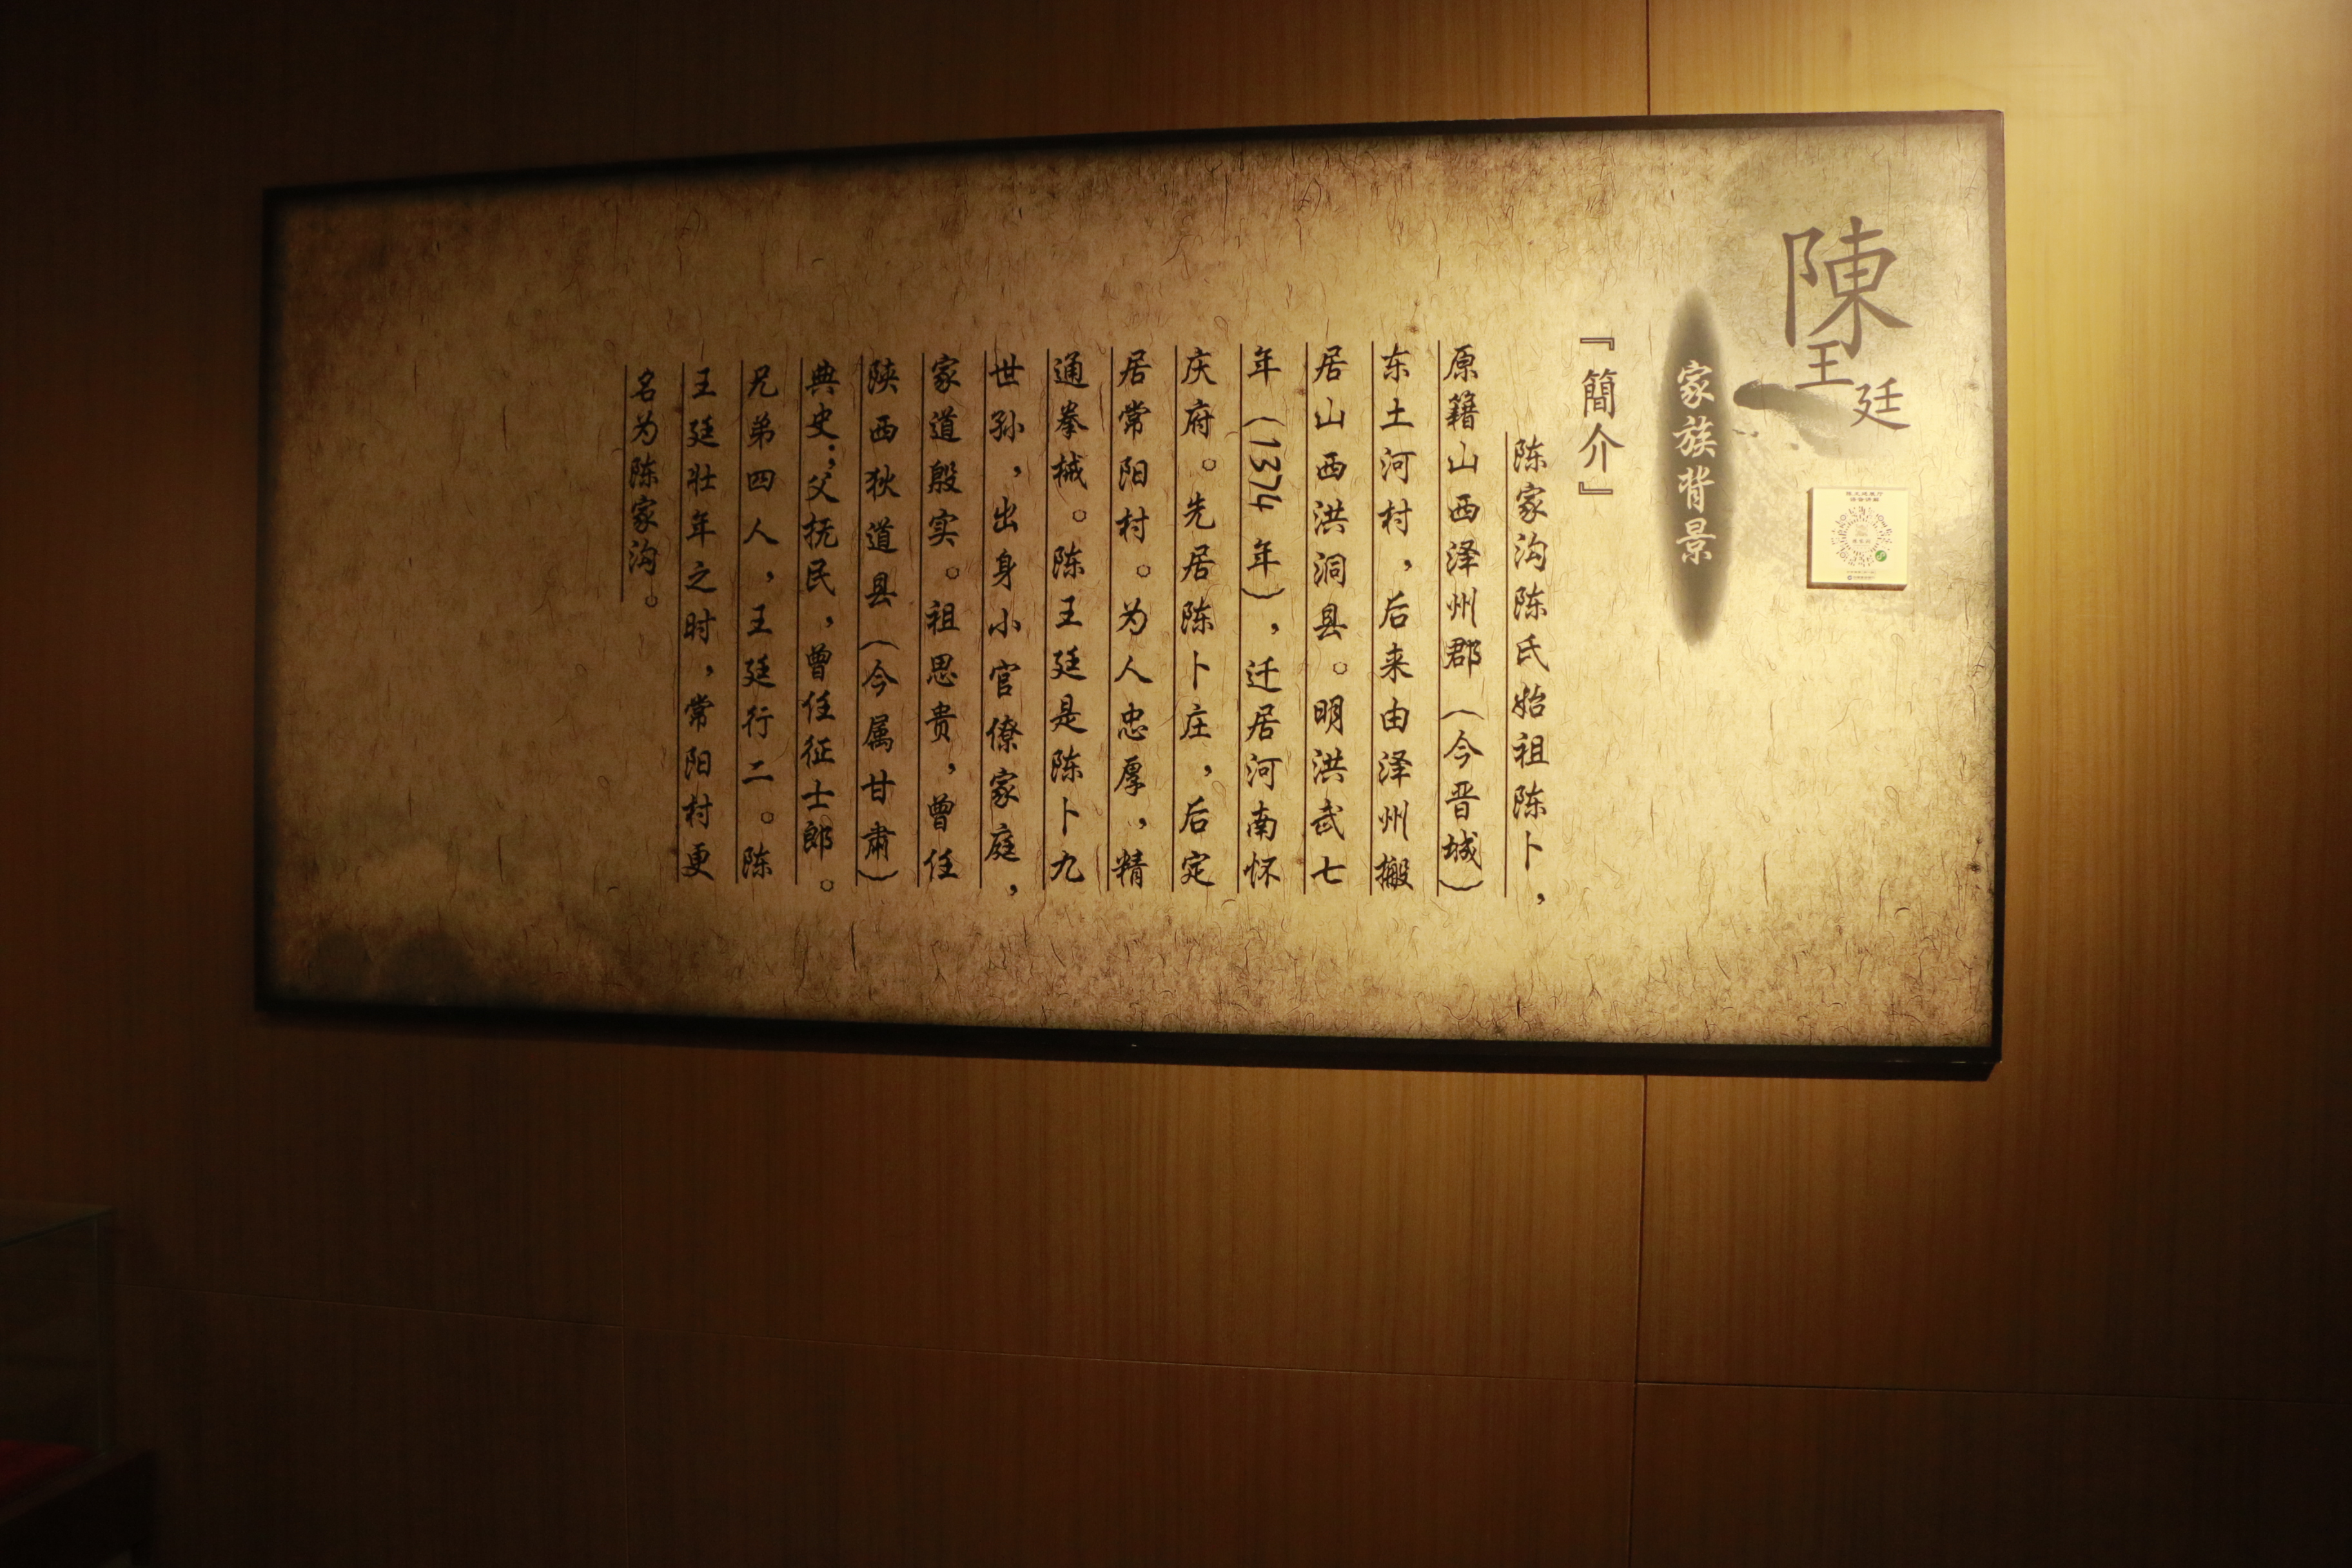 陳王廷
家族背景
『簡介』
陈家沟陈氏始祖陈卜，
原籍山西泽州郡（今晋城）
东土河村，后来由泽州搬
居山西洪洞县。明洪武七
年（1374年），迁居河南怀
庆府。先居陈卜庄，后定
居常阳村。为人忠厚，精
通拳械。陈王廷是陈卜九
世孙，出身小官僚家庭，
家道殷实。祖思贵，曾任
陕西狄道县（今属甘肃）
典史；父抚民，曾任征士郎。
兄弟四人，王廷行二。陈
王廷壮年之时，常阳村更
名为陈家沟。